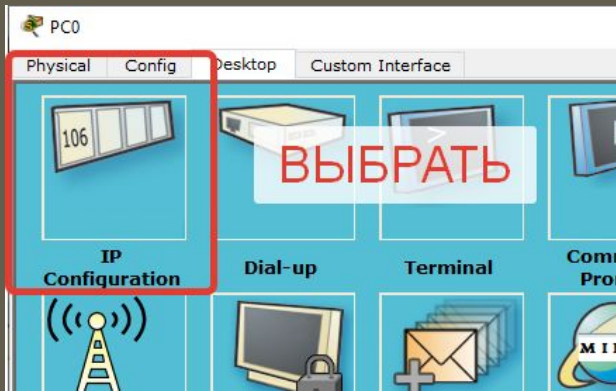 PC0
Physical Config Desktop Custom Interface
106
>
ВЫБРАТЬ
IP
Configuration
Dial-up
Terminal